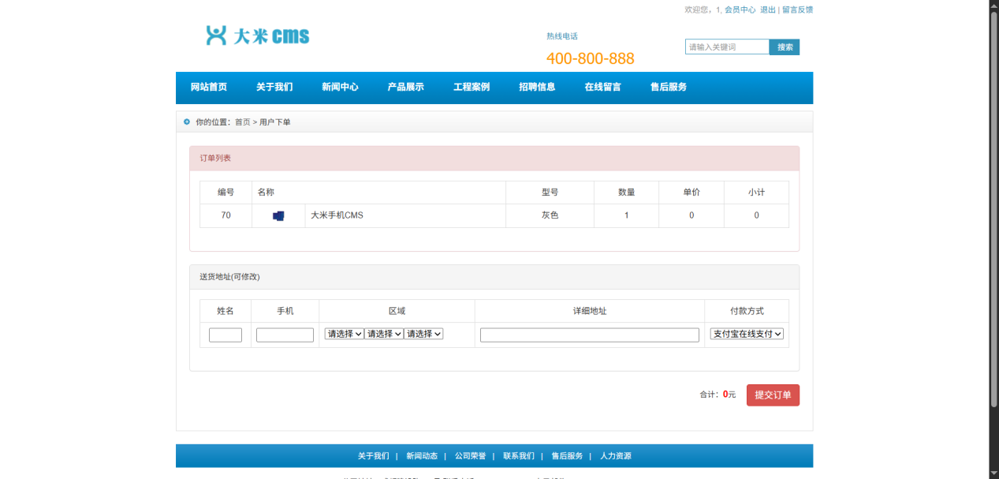 欢迎您，1, 会员中心 退出 | 留言反馈
大米cms
热线电话
400-800-888
请输入关键词 搜索
网站首页 关于我们 新闻中心 产品展示 工程案例 招聘信息 在线留言 售后服务
你的位置：首页 > 用户下单
订单列表
编号 名称 型号 数量 单价 小计
70 大米手机CMS 灰色 1 0 0
送货地址(可修改)
姓名 手机 区域 详细地址 付款方式
请选择 请选择 请选择 支付宝在线支付
合计：0元 提交订单
关于我们 | 新闻动态 | 公司荣誉 | 联系我们 | 售后服务 | 人力资源